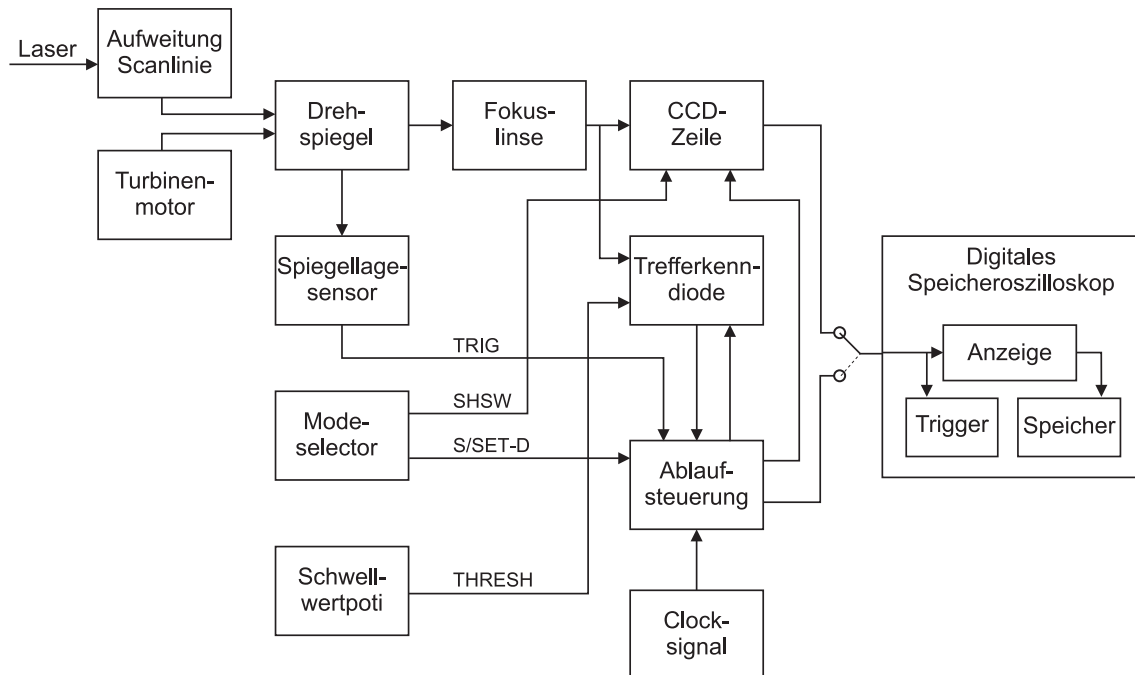 Laser
Aufweitung
Scanlinie
Turbinen-
motor
Dreh-
spiegel
Fokus-
linse
CCD-
Zeile
Spiegellage-
sensor
Trefferkenn-
diode
Digitales
Speicheroszilloskop
Anzeige
Trigger
Speicher
TRIG
Mode-
selector
SHSW
S/SET-D
Ablauf-
steuerung
Schwell-
wertpoti
THRESH
Clock-
signal